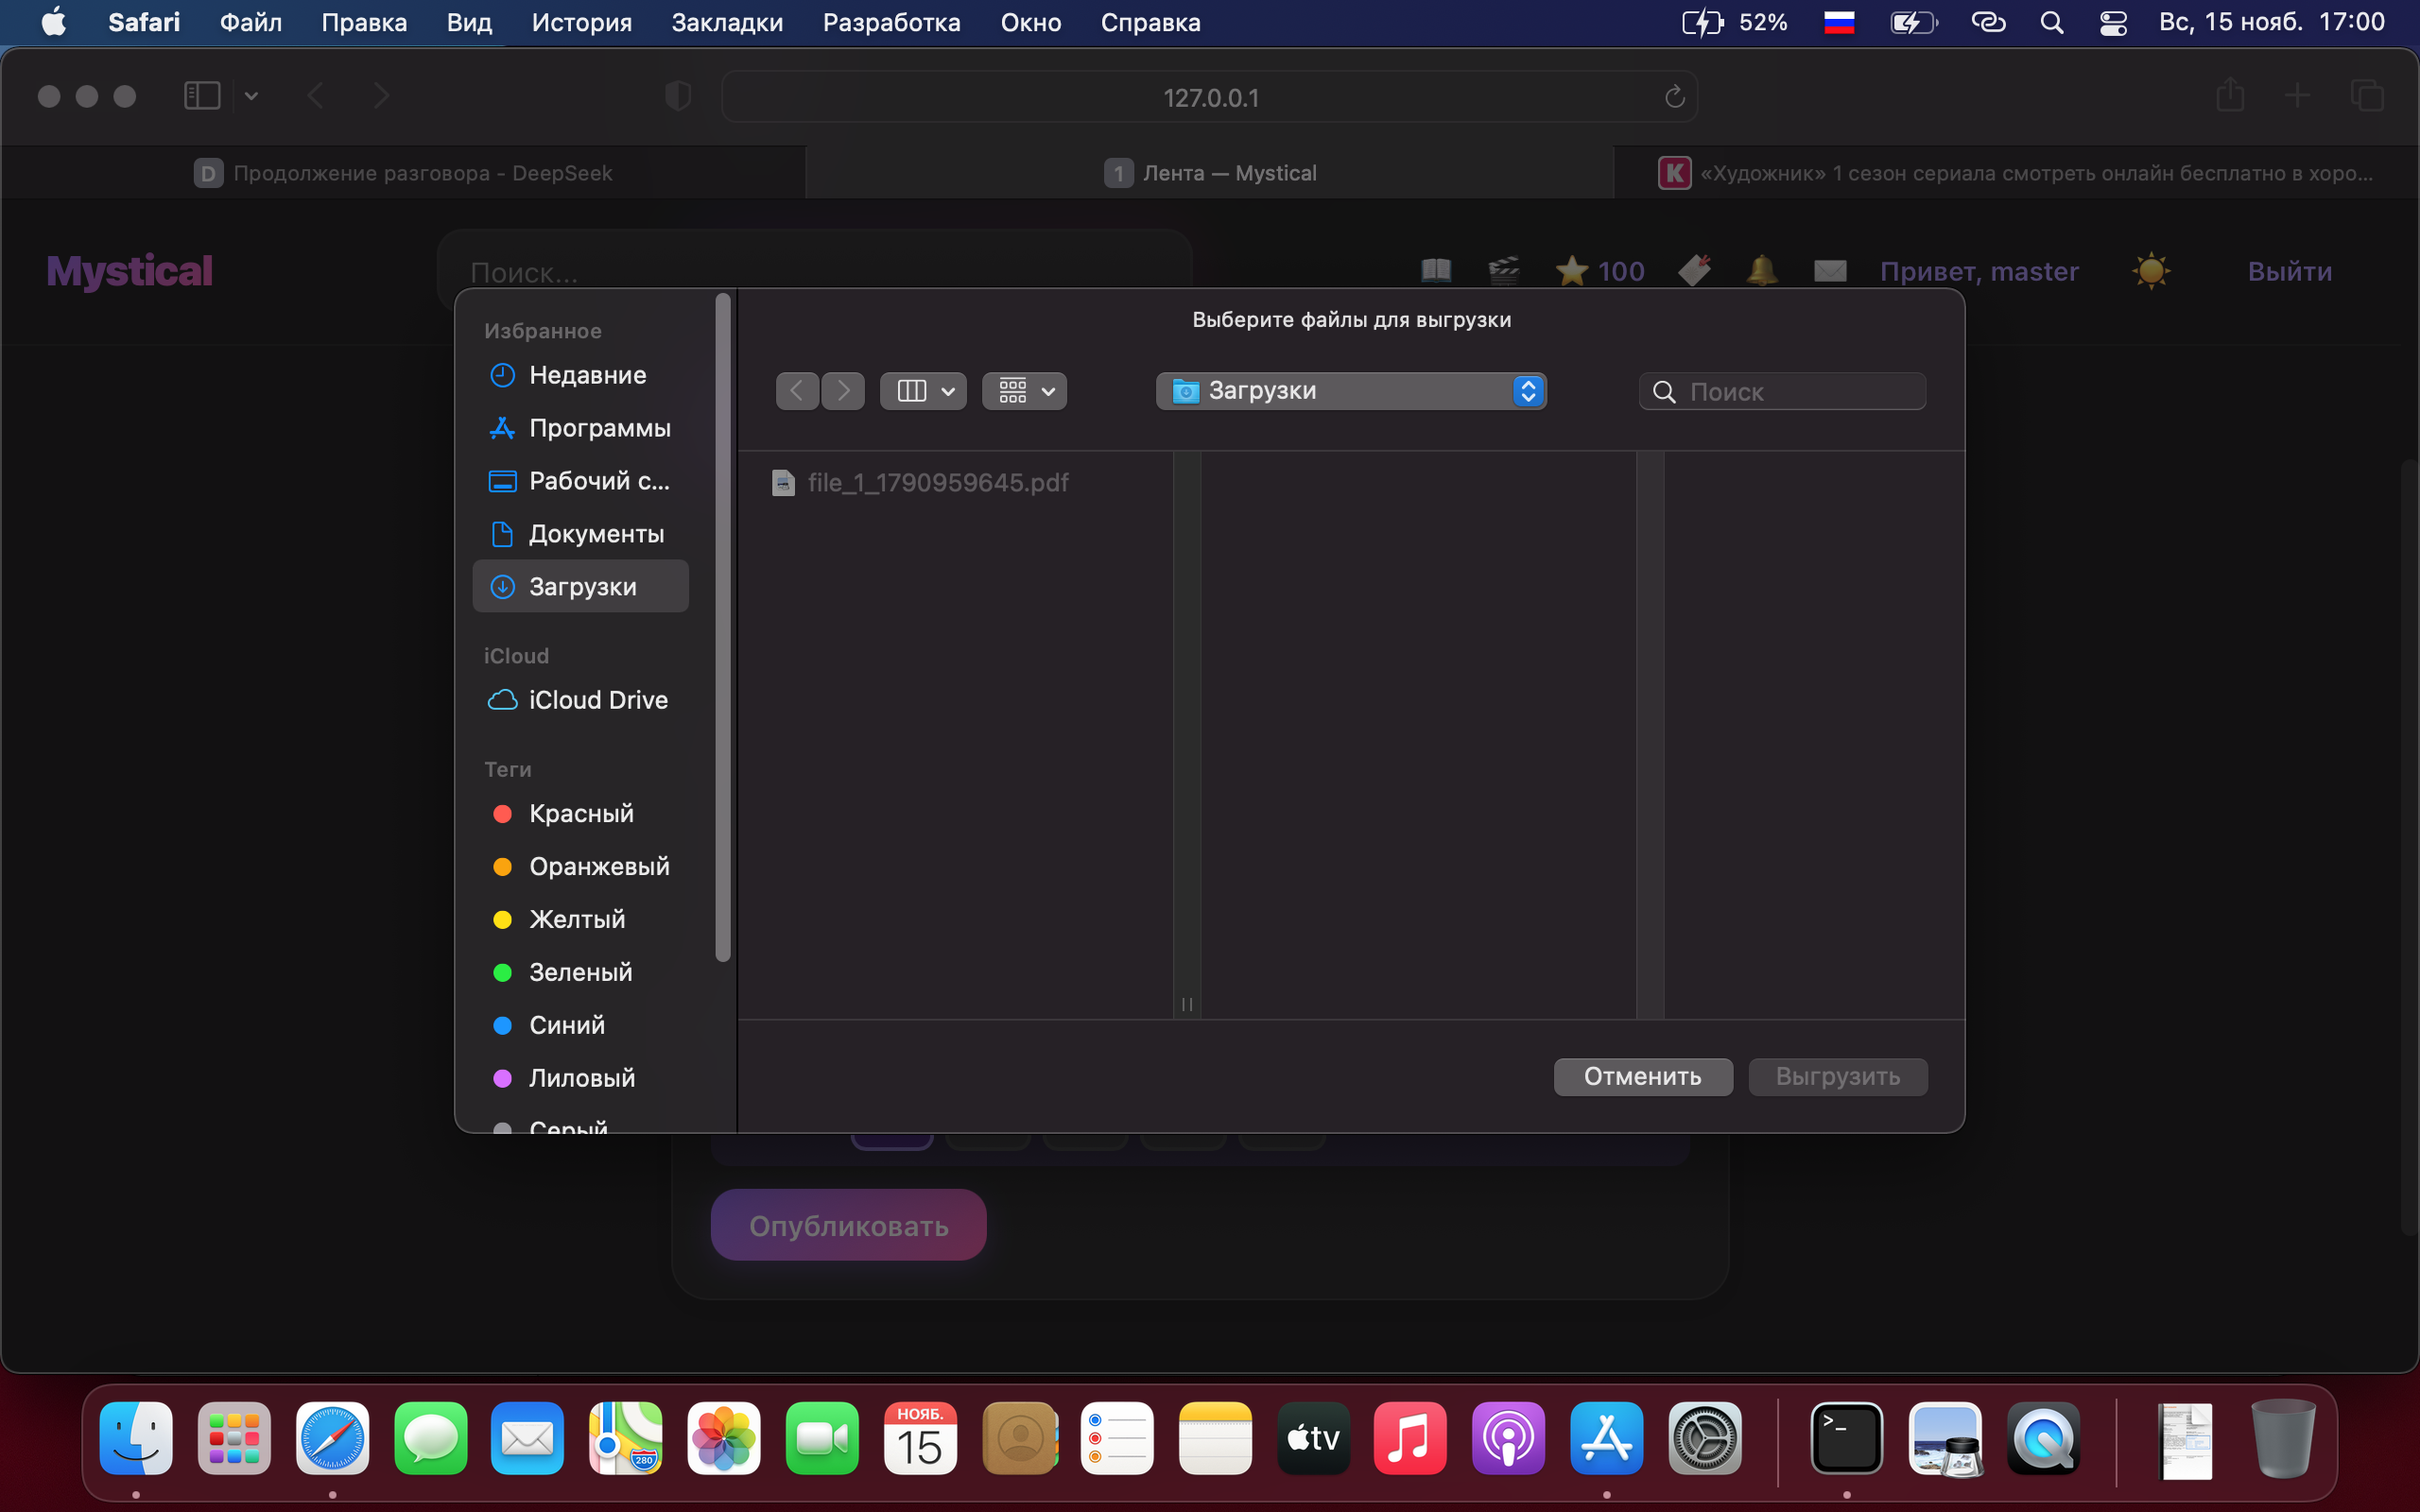 Safari Файл Правка Вид История Закладки Разработка Окно Справка 52% Вс, 15 нояб. 17:00
127.0.0.1
D Продолжение разговора - DeepSeek
1 Лента — Mystical
K «Художник» 1 сезон сериала смотреть онлайн бесплатно в хоро...
Mystical
Поиск...
100
Привет, master
Выйти
Выберите файлы для выгрузки
Избранное
Недавние
Программы
Рабочий с...
Документы
Загрузки
iCloud
iCloud Drive
Теги
Красный
Оранжевый
Желтый
Зеленый
Синий
Лиловый
Серый
Загрузки
Поиск
file_1_1790959645.pdf
Отменить
Выгрузить
Опубликовать
280
НОЯБ.
15
tv
>_